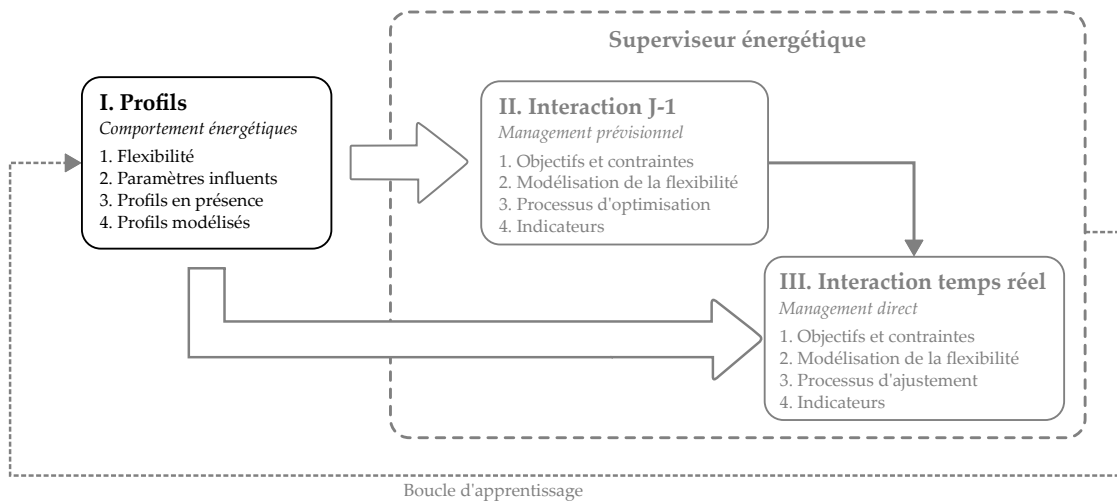 Superviseur énergétique
I. Profils
Comportement énergétiques
1. Flexibilité
2. Paramètres influents
3. Profils en présence
4. Profils modélisés
II. Interaction J-1
Management prévisionnel
1. Objectifs et contraintes
2. Modélisation de la flexibilité
3. Processus d'optimisation
4. Indicateurs
III. Interaction temps réel
Management direct
1. Objectifs et contraintes
2. Modélisation de la flexibilité
3. Processus d'ajustement
4. Indicateurs
Boucle d'apprentissage